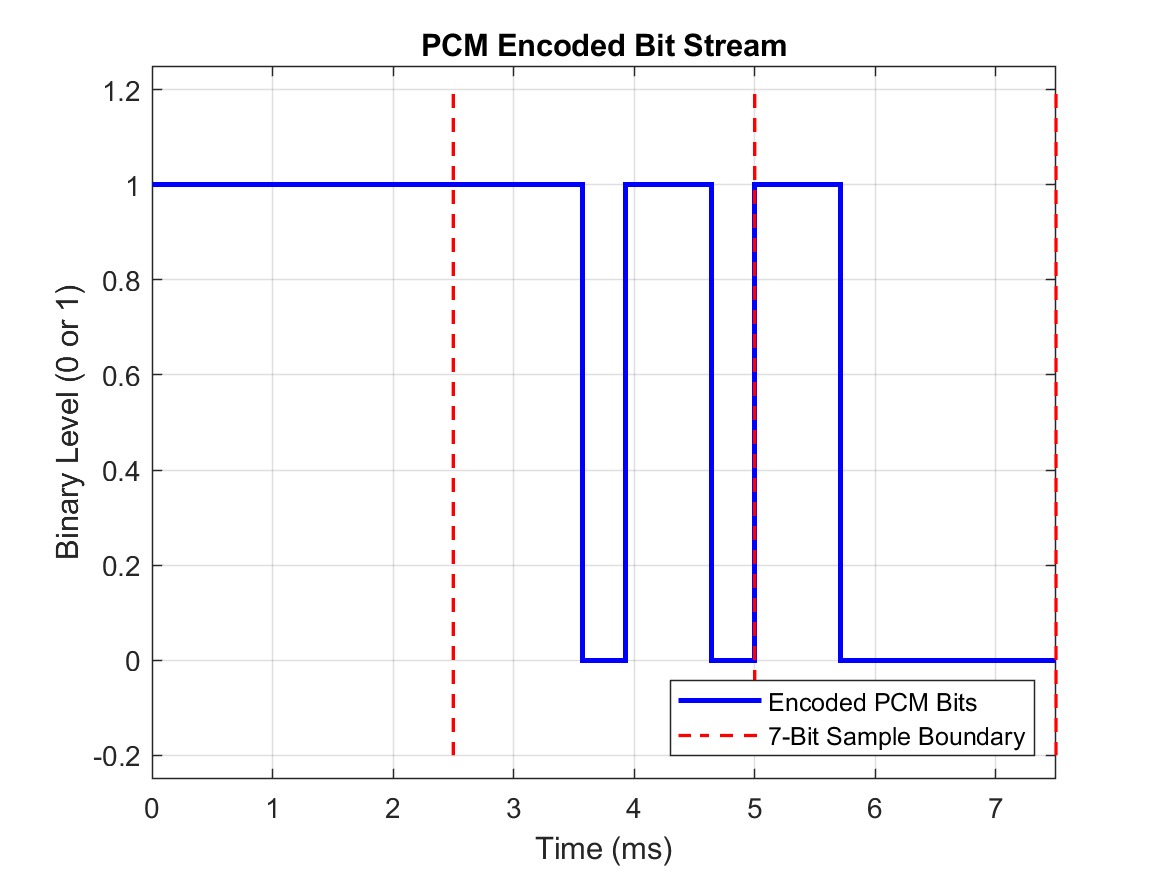 PCM Encoded Bit Stream
Binary Level (0 or 1)
1.2
1
0.8
0.6
0.4
0.2
0
-0.2
Encoded PCM Bits
7-Bit Sample Boundary
0 1 2 3 4 5 6 7
Time (ms)